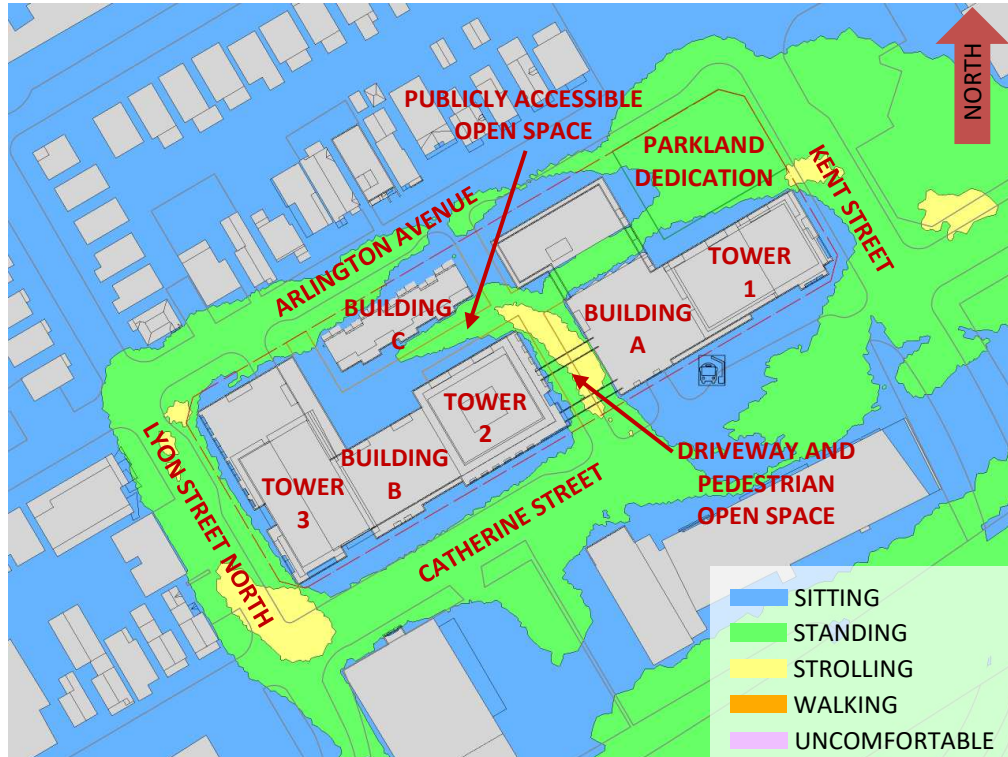 NORTH
PUBLICLY ACCESSIBLE
OPEN SPACE
PARKLAND
DEDICATION
KENT STREET
ARLINGTON AVENUE
TOWER
1
BUILDING
C
BUILDING
A
TOWER
2
BUILDING
B
TOWER
3
LYON STREET NORTH
CATHERINE STREET
DRIVEWAY AND
PEDESTRIAN
OPEN SPACE
SITTING
STANDING
STROLLING
WALKING
UNCOMFORTABLE